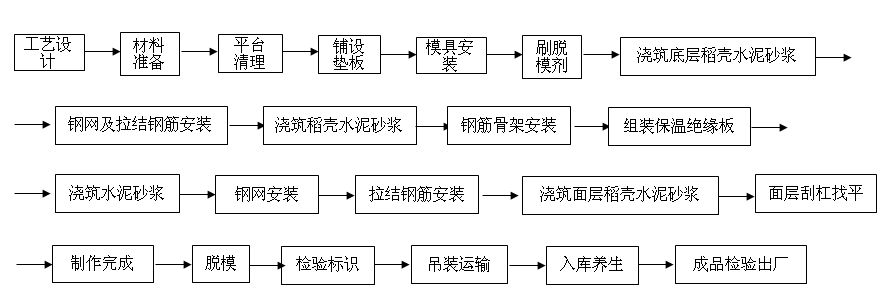 工艺设
计
材料
准备
平台
清理
铺设
垫板
模具安
装
刷脱
模剂
浇筑底层稻壳水泥砂浆
钢网及拉结钢筋安装
浇筑稻壳水泥砂浆
钢筋骨架安装
组装保温绝缘板
浇筑水泥砂浆
钢网安装
拉结钢筋安装
浇筑面层稻壳水泥砂浆
面层刮杠找平
制作完成
脱模
检验标识
吊装运输
入库养生
成品检验出厂